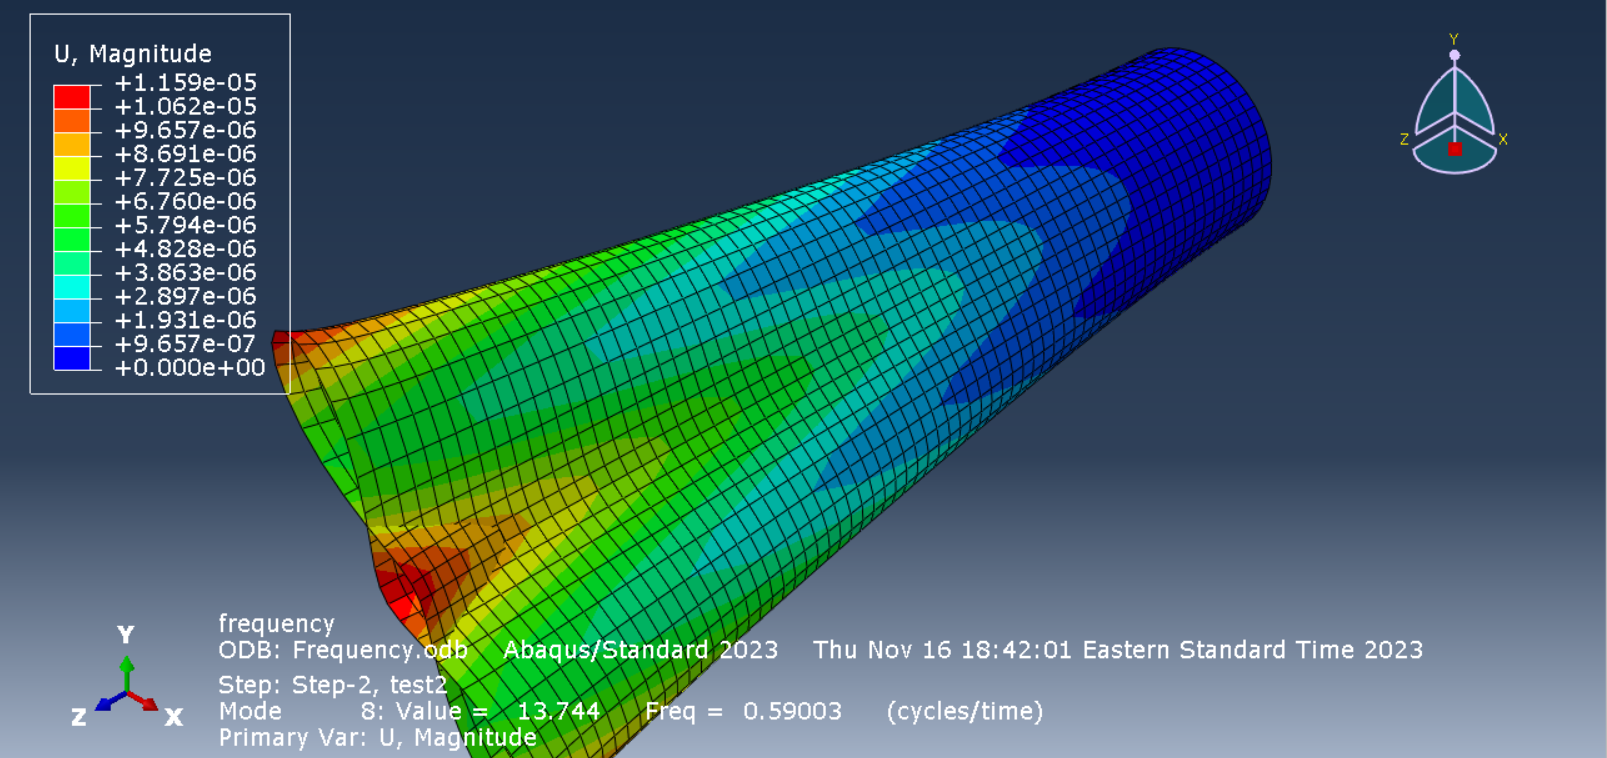 U, Magnitude
+1.159e-05
+1.062e-05
+9.657e-06
+8.691e-06
+7.725e-06
+6.760e-06
+5.794e-06
+4.828e-06
+3.863e-06
+2.897e-06
+1.931e-06
+9.657e-07
+0.000e+00
Y
Z X
Y
Z X
frequency
ODB: Frequency.odb Abaqus/Standard 2023 Thu Nov 16 18:42:01 Eastern Standard Time 2023
Step: Step-2, test2
Mode 8: Value = 13.744 Freq = 0.59003 (cycles/time)
Primary Var: U, Magnitude